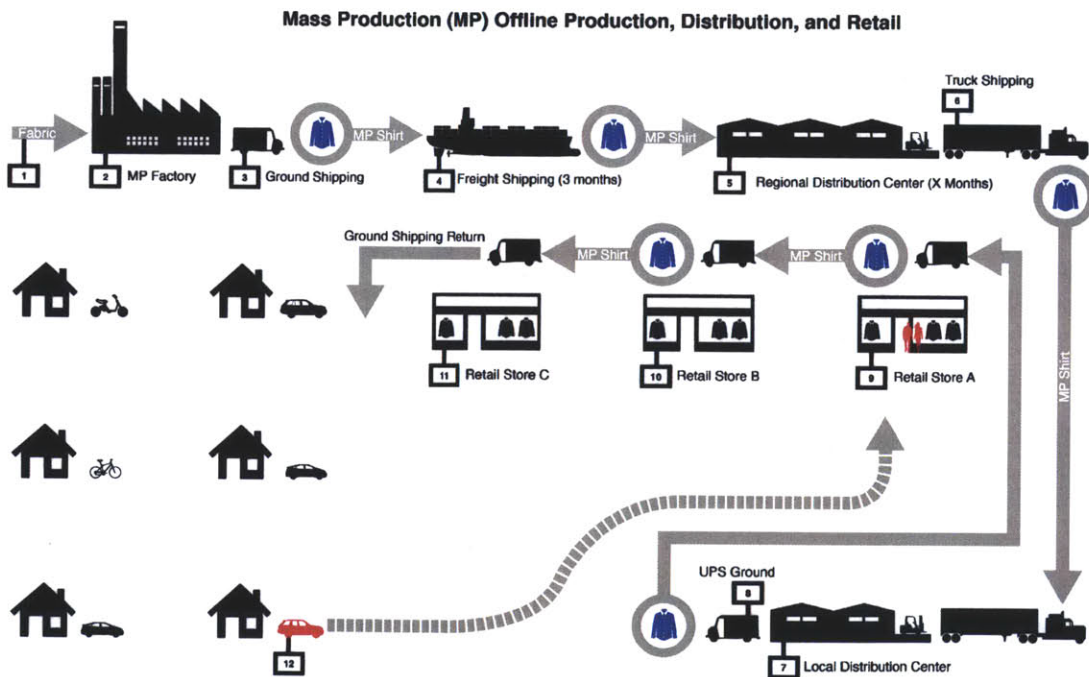 Mass Production (MP) Offline Production, Distribution, and Retail
Truck Shipping
6
Fabric
MP Shirt
MP Shirt
1
2
MP Factory
3
Ground Shipping
4
Freight Shipping (3 months)
5
Regional Distribution Center (X Months)
Ground Shipping Return
MP Shirt
MP Shirt
MP Shirt
11
Retail Store C
10
Retail Store B
9
Retail Store A
UPS Ground
8
12
7
Local Distribution Center